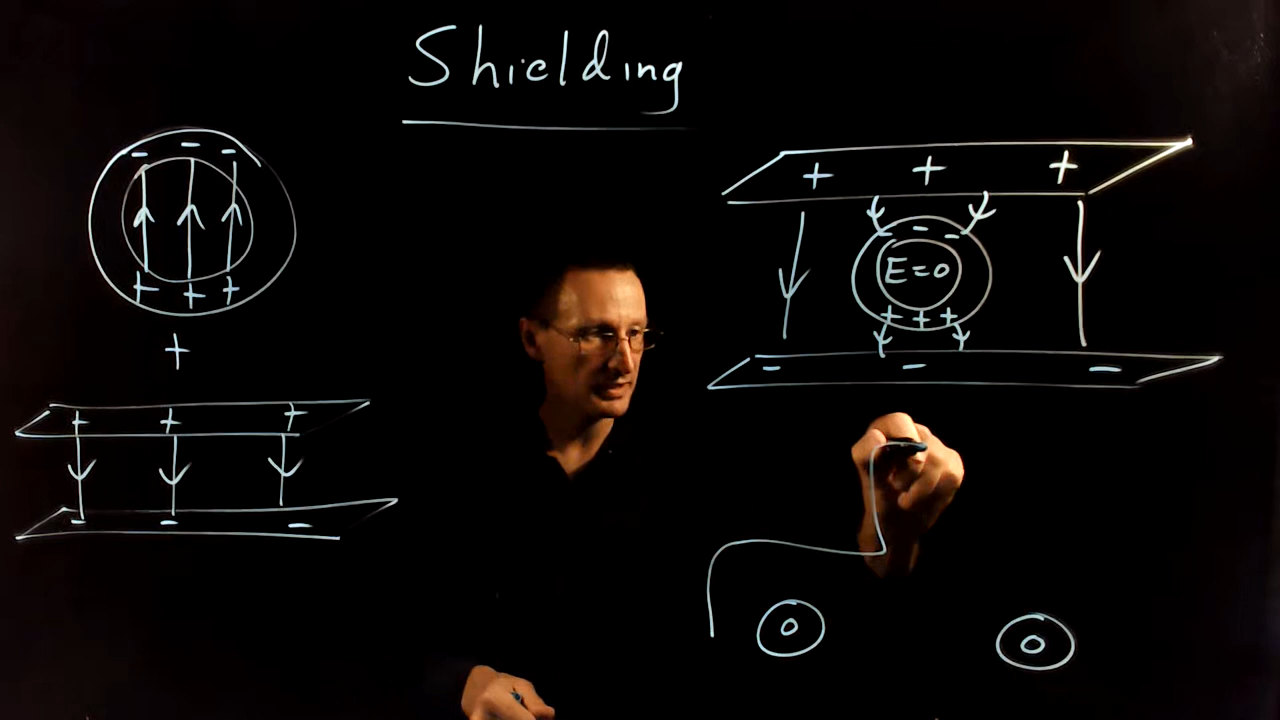 Shielding
- - -
+ + +
+
+ + +
- - -
+ + +
- - -
E=0
+ + +
- - -